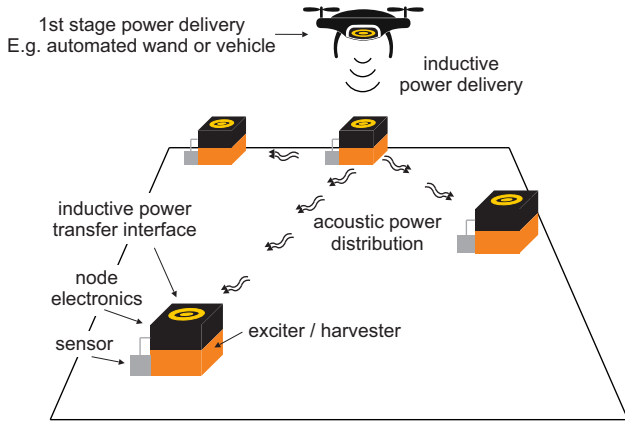 1st stage power delivery
E.g. automated wand or vehicle
inductive
power delivery
inductive power
transfer interface
acoustic power
distribution
node
electronics
sensor
exciter / harvester